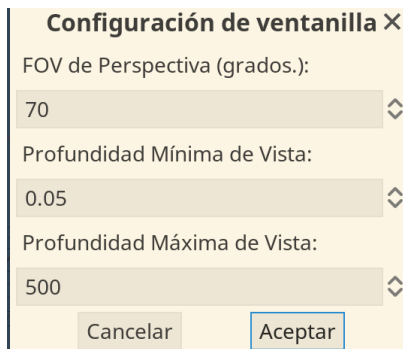 Configuración de ventanilla
FOV de Perspectiva (grados.):
70
Profundidad Mínima de Vista:
0.05
Profundidad Máxima de Vista:
500
Cancelar Aceptar